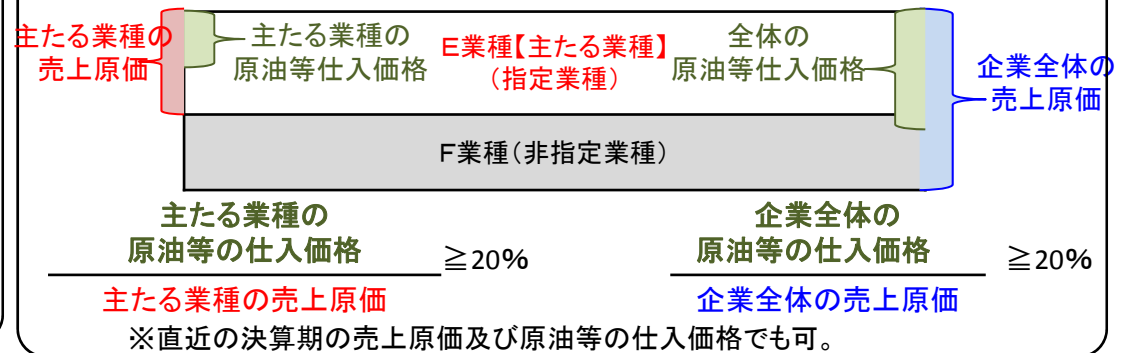 主たる業種の
売上原価
主たる業種の
原油等仕入価格
E業種【主たる業種】
(指定業種)
全体の
原油等仕入価格
企業全体の
売上原価
F業種(非指定業種)
主たる業種の
原油等の仕入価格
≧20%
主たる業種の売上原価
企業全体の
原油等の仕入価格
≧20%
企業全体の売上原価
※直近の決算期の売上原価及び原油等の仕入価格でも可。